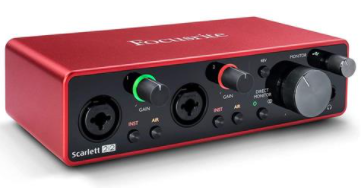 Focusrite
48V
MONITOR
GAIN
GAIN
DIRECT
MONITOR
INST
AIR
INST
AIR
Scarlett 2i2